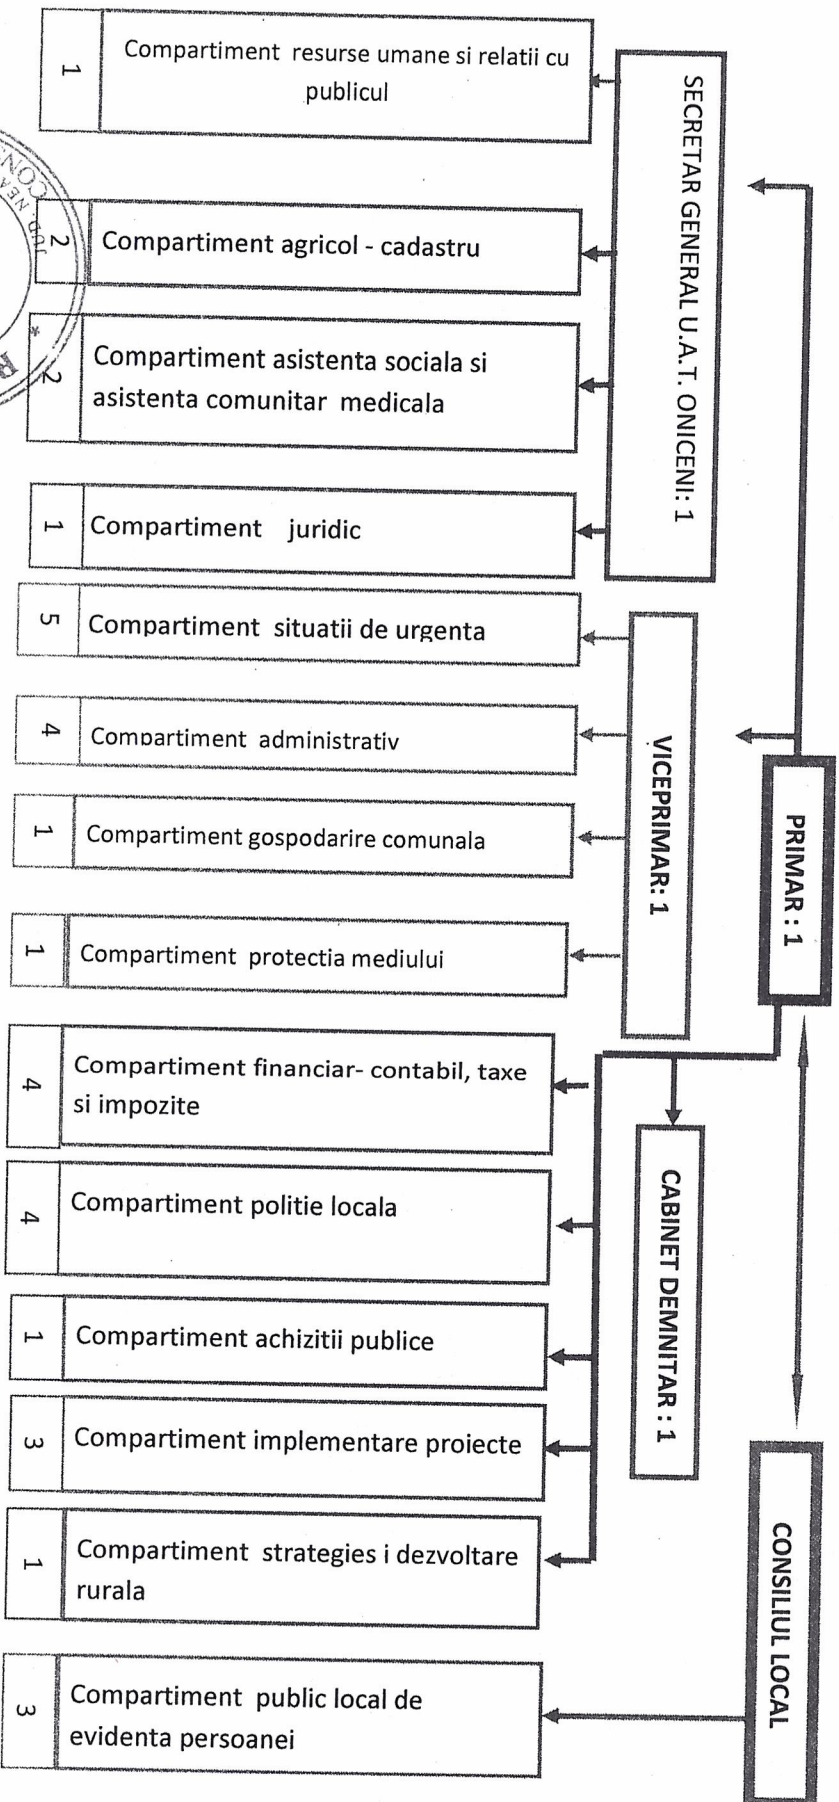 PRIMAR : 1
CONSILIUL LOCAL
SECRETAR GENERAL U.A.T. ONICENI: 1
VICEPRIMAR: 1
CABINET DEMNITAR : 1
Compartiment resurse umane si relatii cu
publicul
1
Compartiment agricol - cadastru
2
Compartiment asistenta sociala si
asistenta comunitar medicala
2
Compartiment juridic
1
Compartiment situatii de urgenta
5
Compartiment administrativ
4
Compartiment gospodarire comunala
1
Compartiment protectia mediului
1
Compartiment financiar- contabil, taxe
si impozite
4
Compartiment politie locala
4
Compartiment achizitii publice
1
Compartiment implementare proiecte
3
Compartiment strategies i dezvoltare
rurala
1
Compartiment public local de
evidenta persoanei
3
JUD. NEA
CON
* R